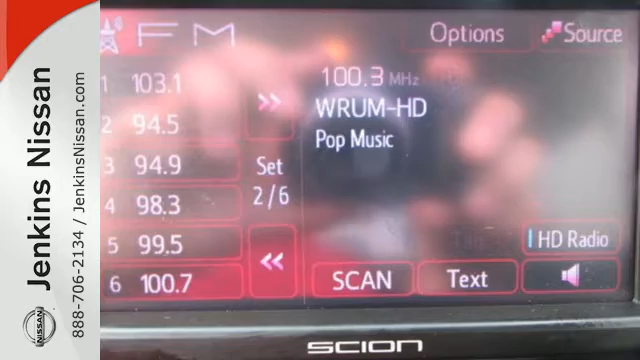 Jenkins Nissan
888-706-2134 / JenkinsNissan.com
NISSAN
FM
Options
Source
1 103.1
2 94.5
3 94.9
4 98.3
5 99.5
6 100.7
>>
Set
2/6
<<
100.3 MHz
WRUM-HD
Pop Music
HD Radio
SCAN
Text
SCION